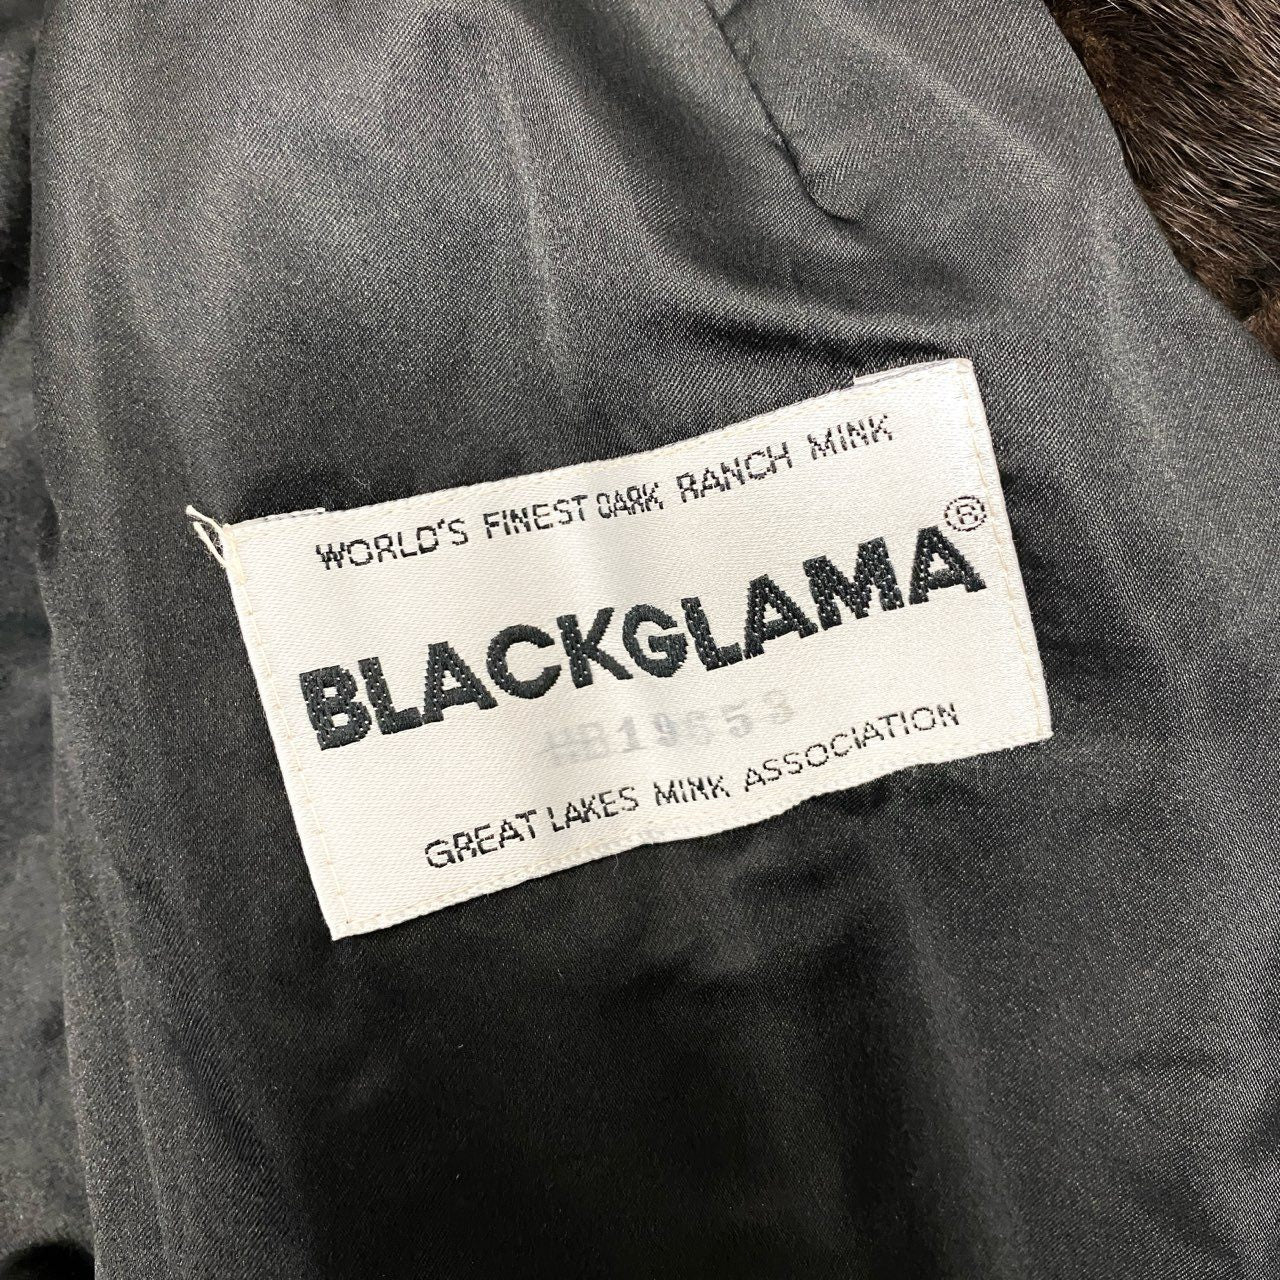 WORLD'S FINEST DARK RANCH MINK
BLACKGLAMA®
GREAT LAKES MINK ASSOCIATION